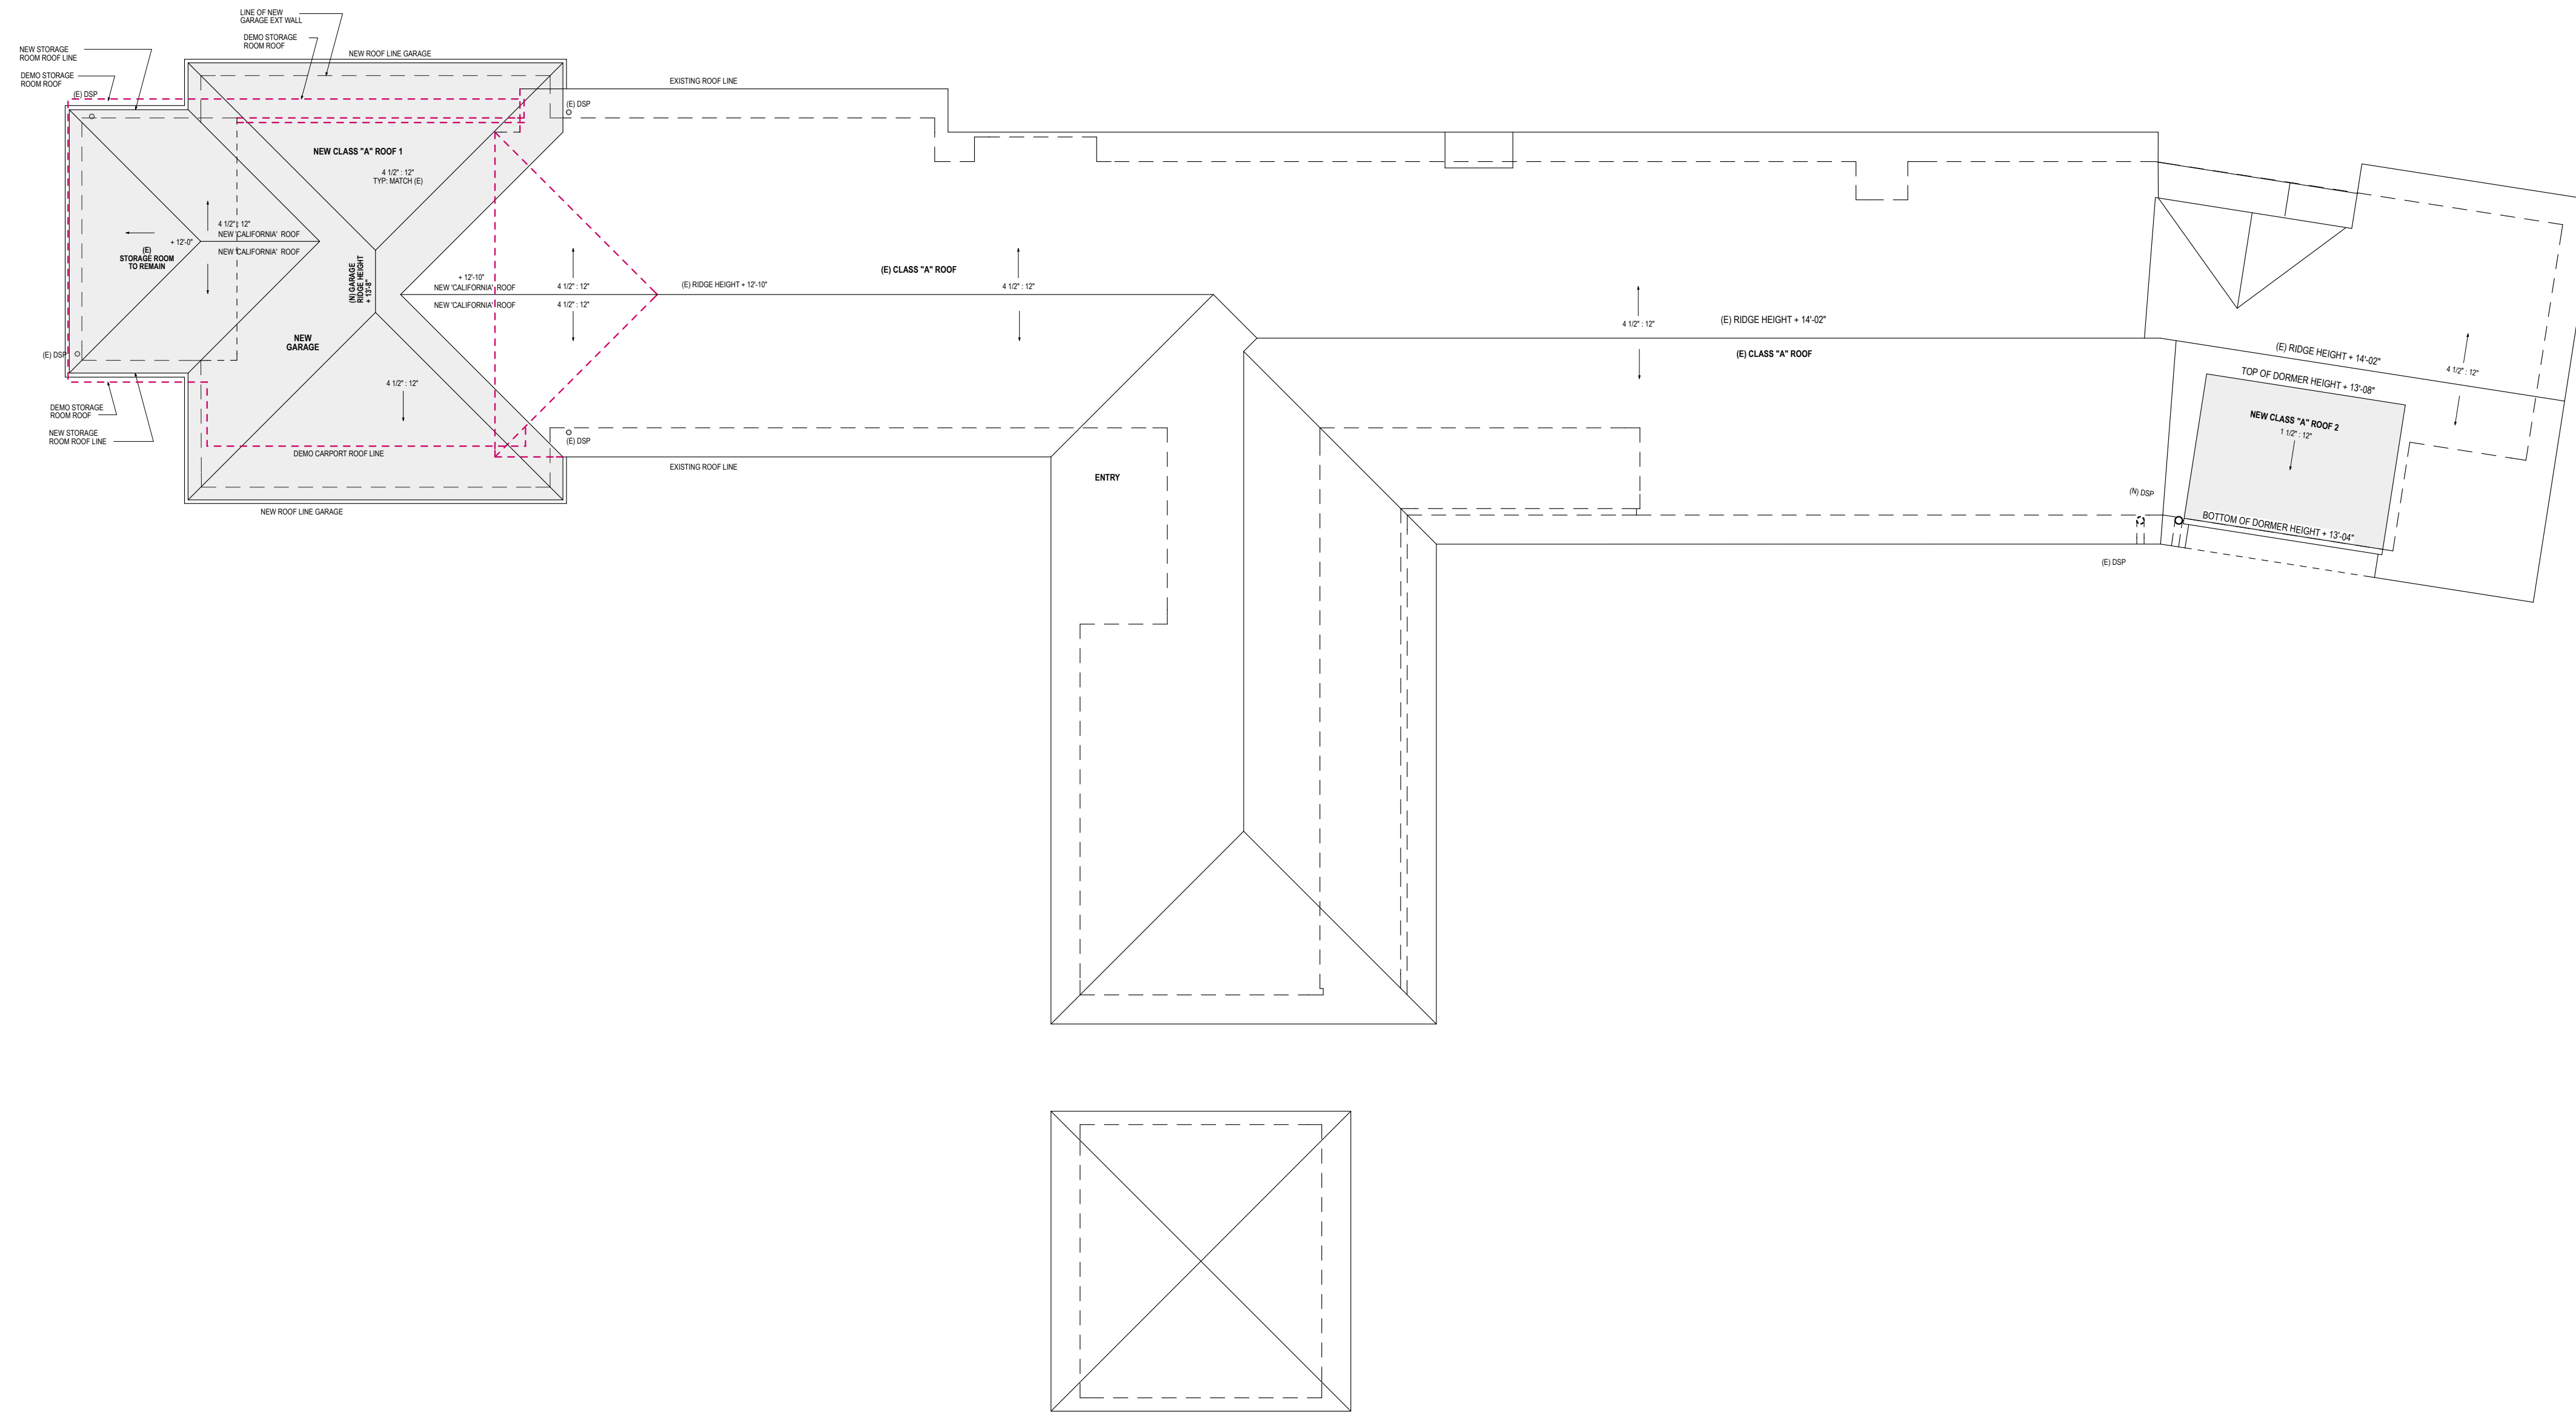 LINE OF NEW
GARAGE EXT WALL
DEMO STORAGE
ROOM ROOF
NEW STORAGE
ROOM ROOF LINE
DEMO STORAGE
ROOM ROOF
(E) DSP
NEW ROOF LINE GARAGE
(E) DSP
EXISTING ROOF LINE
NEW CLASS "A" ROOF 1
4 1/2" : 12"
TYP: MATCH (E)
4 1/2" : 12"
NEW 'CALIFORNIA' ROOF
+ 12'-0"
NEW 'CALIFORNIA' ROOF
(E)
STORAGE ROOM
TO REMAIN
(N) GARAGE
RIDGE HEIGHT
+ 13'-8"
+ 12'-10"
NEW 'CALIFORNIA' ROOF
NEW 'CALIFORNIA' ROOF
4 1/2" : 12"
4 1/2" : 12"
(E) RIDGE HEIGHT + 12'-10"
(E) CLASS "A" ROOF
4 1/2" : 12"
4 1/2" : 12"
(E) RIDGE HEIGHT + 14'-02"
(E) CLASS "A" ROOF
(E) RIDGE HEIGHT + 14'-02"
4 1/2" : 12"
TOP OF DORMER HEIGHT + 13'-08"
NEW CLASS "A" ROOF 2
1 1/2" : 12"
BOTTOM OF DORMER HEIGHT + 13'-04"
(N) DSP
(E) DSP
NEW
GARAGE
(E) DSP
4 1/2" : 12"
DEMO STORAGE
ROOM ROOF
NEW STORAGE
ROOM ROOF LINE
DEMO CARPORT ROOF LINE
(E) DSP
EXISTING ROOF LINE
NEW ROOF LINE GARAGE
ENTRY